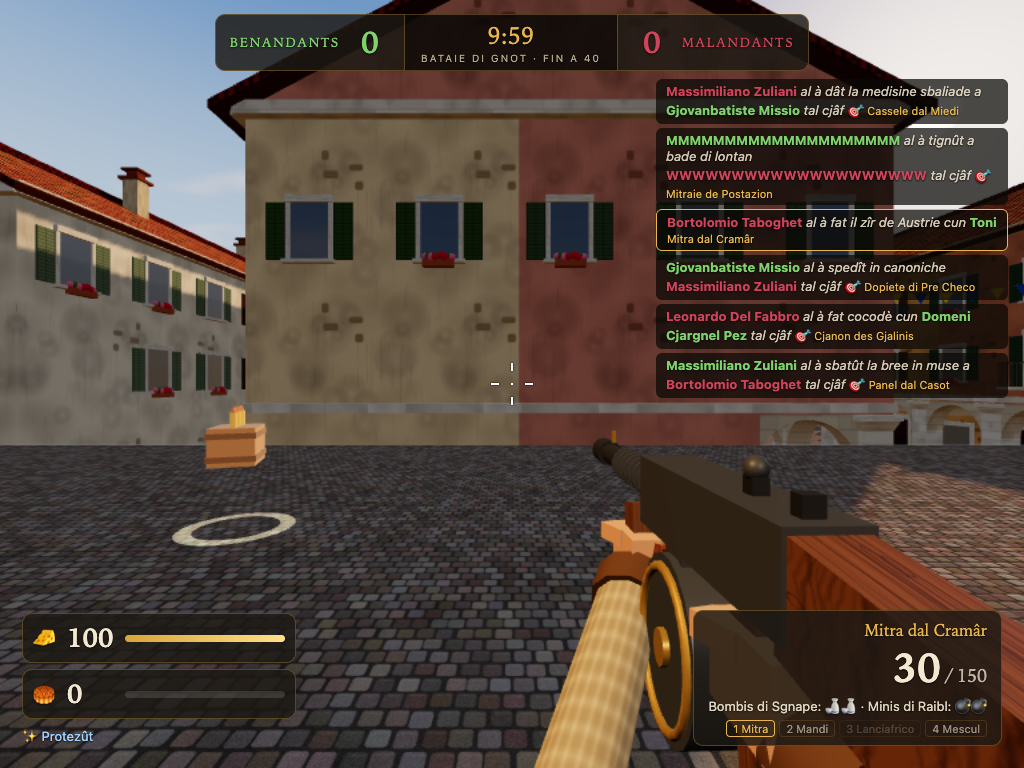 BENANDANTS 0
9:59
BATAIE DI GNOT · FIN A 40
0 MALANDANTS
Massimiliano Zuliani al à dât la medisine sbaliade a
Gjovanbatiste Missio tal cjâf 🎯 Cassele dal Miedi
MMMMMMMMMMMMMMMMMMMM al à tignût a
bade di lontan
WWWWWWWWWWWWWWWWWWWW tal cjâf 🎯
Mitraie de Postazion
Bortolomio Taboghet al à fat il zîr de Austrie cun Toni
Mitra dal Cramâr
Gjovanbatiste Missio al à spedît in canoniche
Massimiliano Zuliani tal cjâf 🎯 Dopiete di Pre Checo
Leonardo Del Fabbro al à fat cocodè cun Domeni
Cjargnel Pez tal cjâf 🎯 Cjanon des Gjalinis
Massimiliano Zuliani al à sbatût la bree in muse a
Bortolomio Taboghet tal cjâf 🎯 Panel dal Casot
100
0
✨ Protezût
Mitra dal Cramâr
30 / 150
Bombis di Sgnape: · Minis di Raibl:
1 Mitra 2 Mandi 3 Lanciafrico 4 Mescul